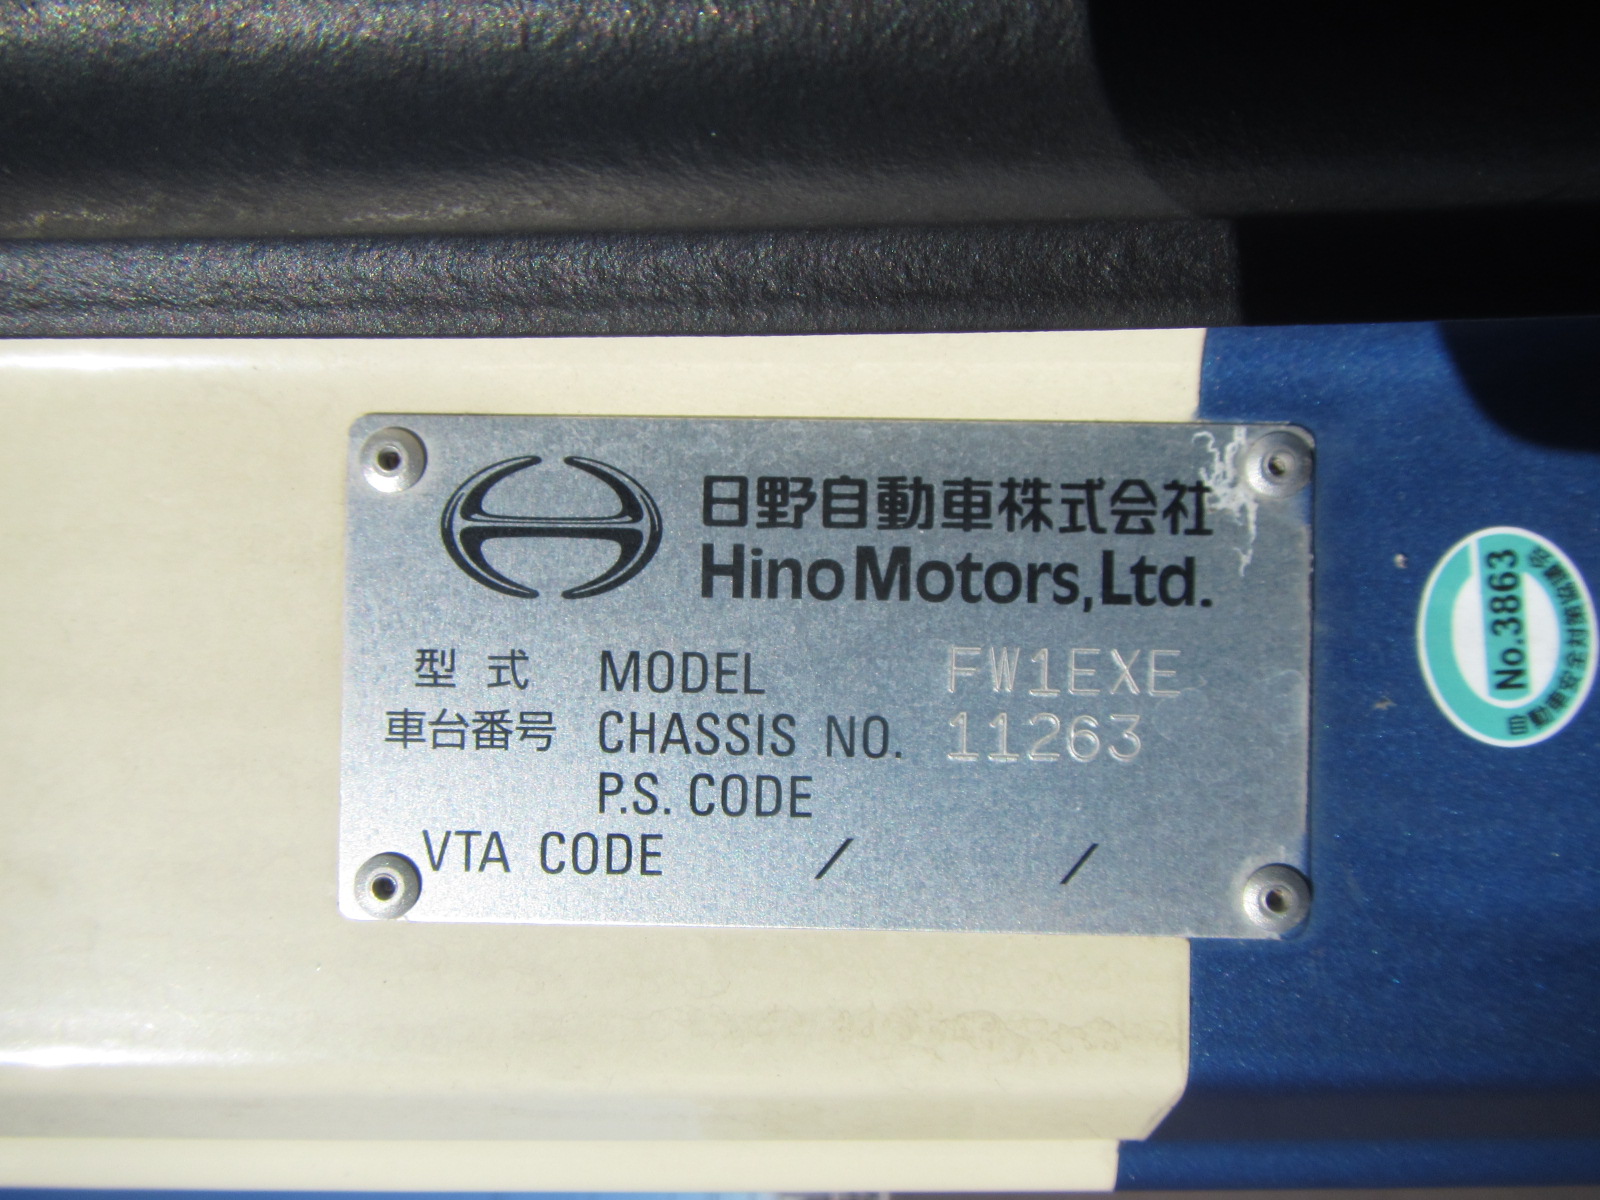 日野自動車株式会社
Hino Motors, Ltd.
型式 MODEL FW1EXE
車台番号 CHASSIS NO. 11263
P.S. CODE
VTA CODE / /
No.3863